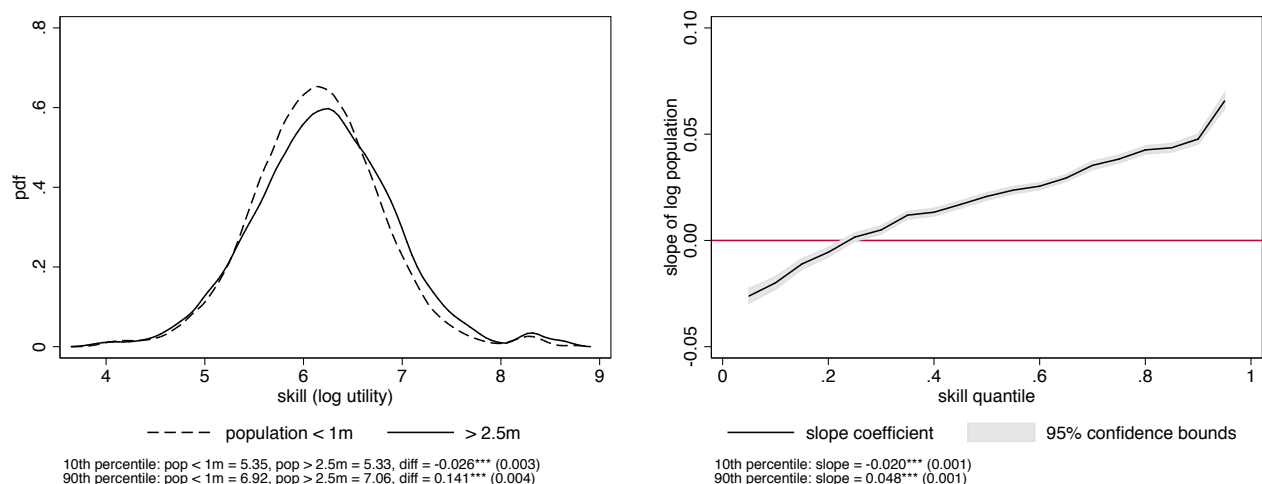 .8
.6
.4
.2
0
pdf
4 5 6 7 8 9
skill (log utility)
population < 1m > 2.5m
10th percentile: pop < 1m = 5.35, pop > 2.5m = 5.33, diff = -0.026*** (0.003)
90th percentile: pop < 1m = 6.92, pop > 2.5m = 7.06, diff = 0.141*** (0.004)
0.10
0.05
0.00
-0.05
slope of log population
0 .2 .4 .6 .8 1
skill quantile
slope coefficient 95% confidence bounds
10th percentile: slope = -0.020*** (0.001)
90th percentile: slope = 0.048*** (0.001)